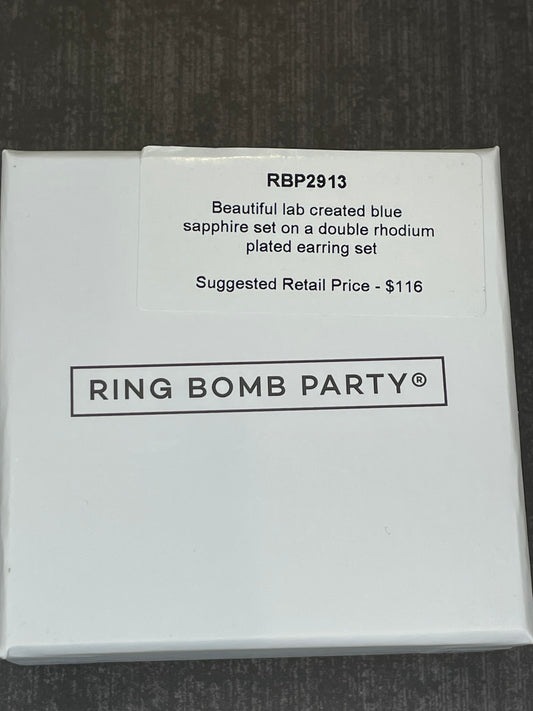 RBP2913
Beautiful lab created blue
sapphire set on a double rhodium
plated earring set
Suggested Retail Price - $116
RING BOMB PARTY®